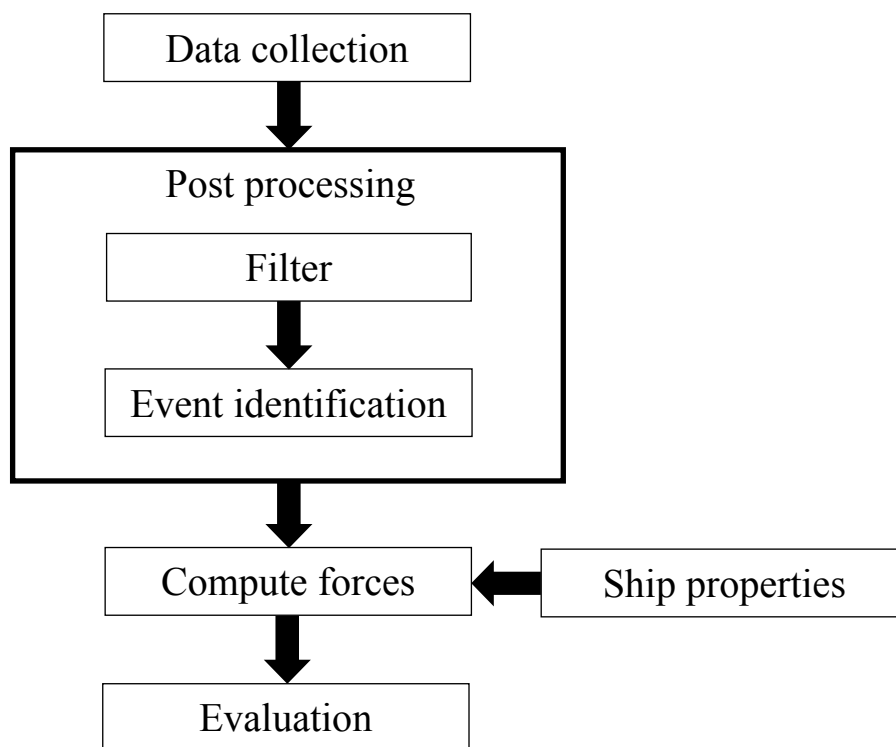 Data collection
Post processing
Filter
Event identification
Compute forces
Ship properties
Evaluation